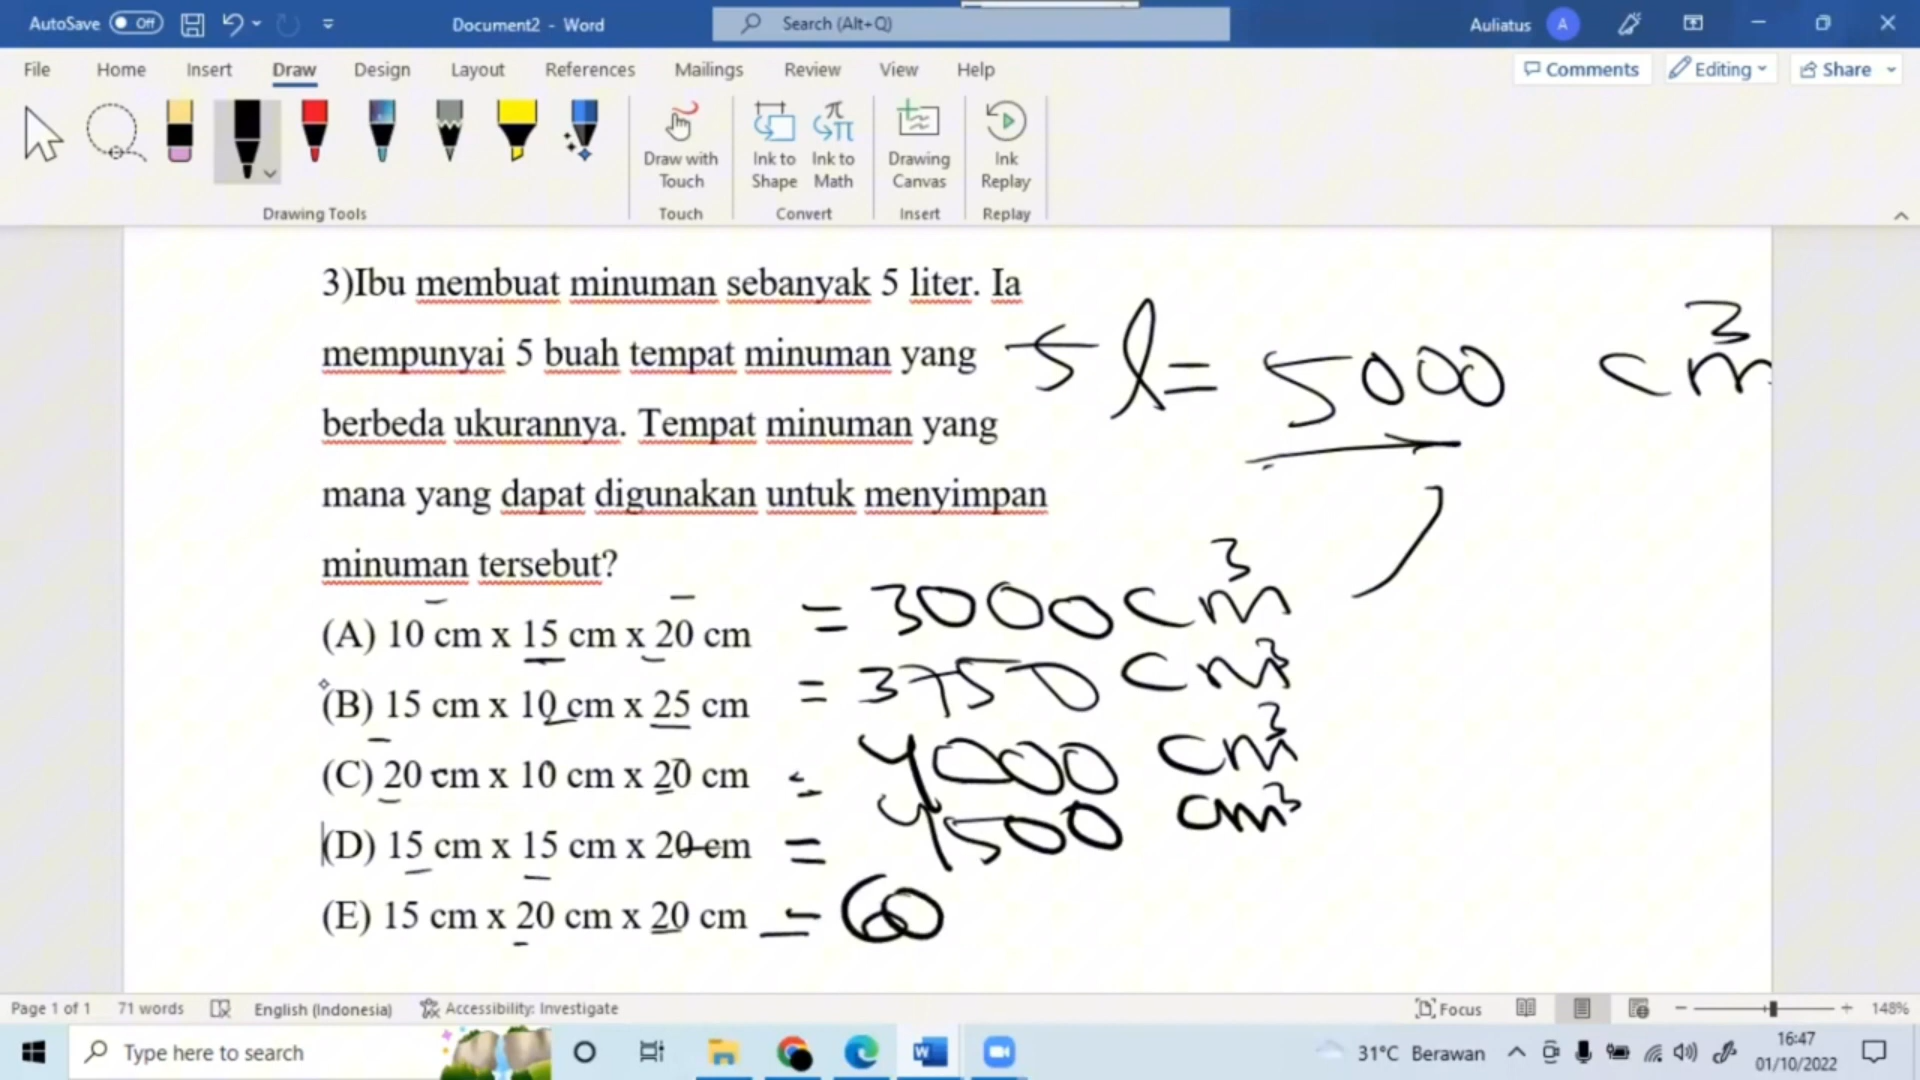 AutoSave Off Document2 - Word Search (Alt+Q) Auliatus A
File Home Insert Draw Design Layout References Mailings Review View Help Comments Editing Share
Draw with Touch
Ink to Shape
Ink to Math
Drawing Canvas
Ink Replay
Drawing Tools Touch Convert Insert Replay
3)Ibu membuat minuman sebanyak 5 liter. Ia
mempunyai 5 buah tempat minuman yang
5 l = 5000 cm³
berbeda ukurannya. Tempat minuman yang
mana yang dapat digunakan untuk menyimpan
minuman tersebut?
(A) 10 cm x 15 cm x 20 cm = 3000 cm³
(B) 15 cm x 10 cm x 25 cm = 3750 cm³
(C) 20 cm x 10 cm x 20 cm = 4000 cm³
(D) 15 cm x 15 cm x 20 cm = 4500 cm³
(E) 15 cm x 20 cm x 20 cm = 60
Page 1 of 1 71 words English (Indonesia) Accessibility: Investigate Focus 148%
Type here to search 31°C Berawan 16:47
01/10/2022